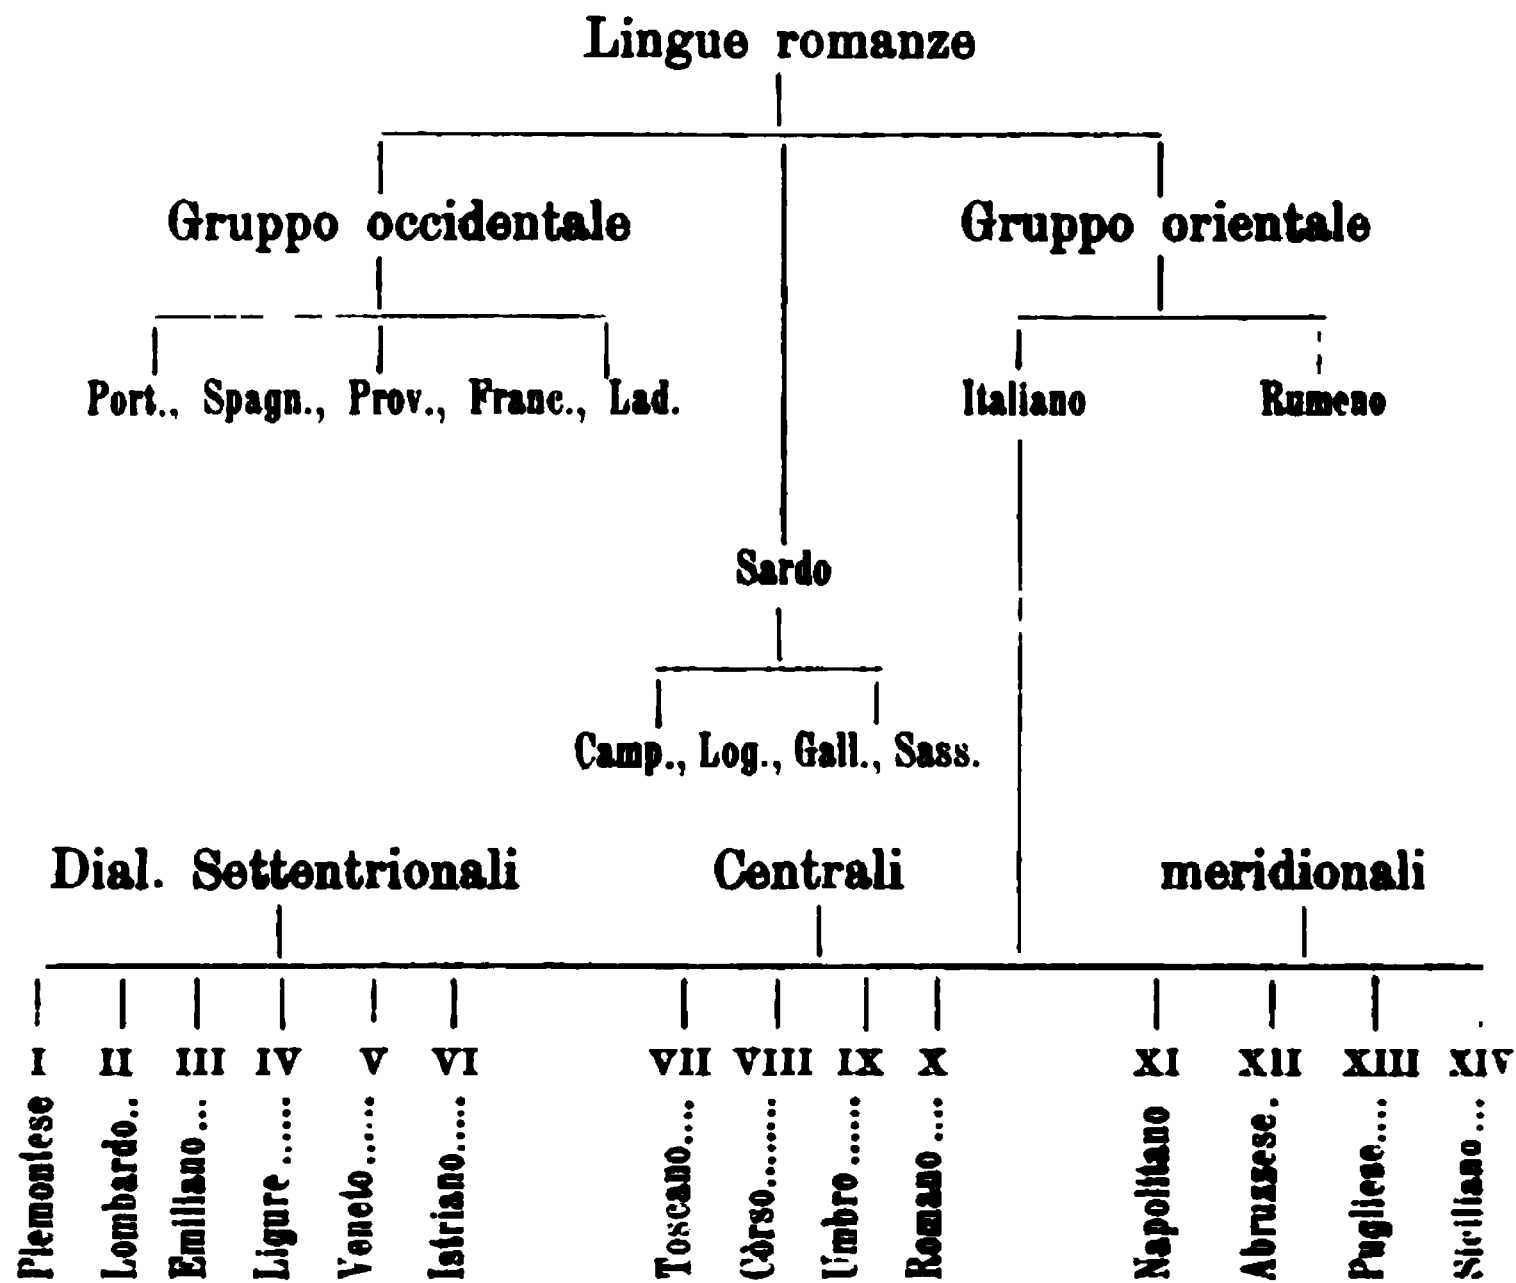 Lingue romanze
Gruppo occidentale Gruppo orientale
Port., Spagn., Prov., Franc., Lad. Italiano Rumeno
Sardo
Camp., Log., Gall., Sass.
Dial. Settentrionali Centrali meridionali
I II III IV V VI VII VIII IX X XI XII XIII XIV
Piemontese
Lombardo..
Emiliano...
Ligure......
Veneto......
Istriano.....
Toscano....
Còrso........
Umbro......
Romano....
Napolitano
Abruzzese.
Pugliese....
Siciliano...